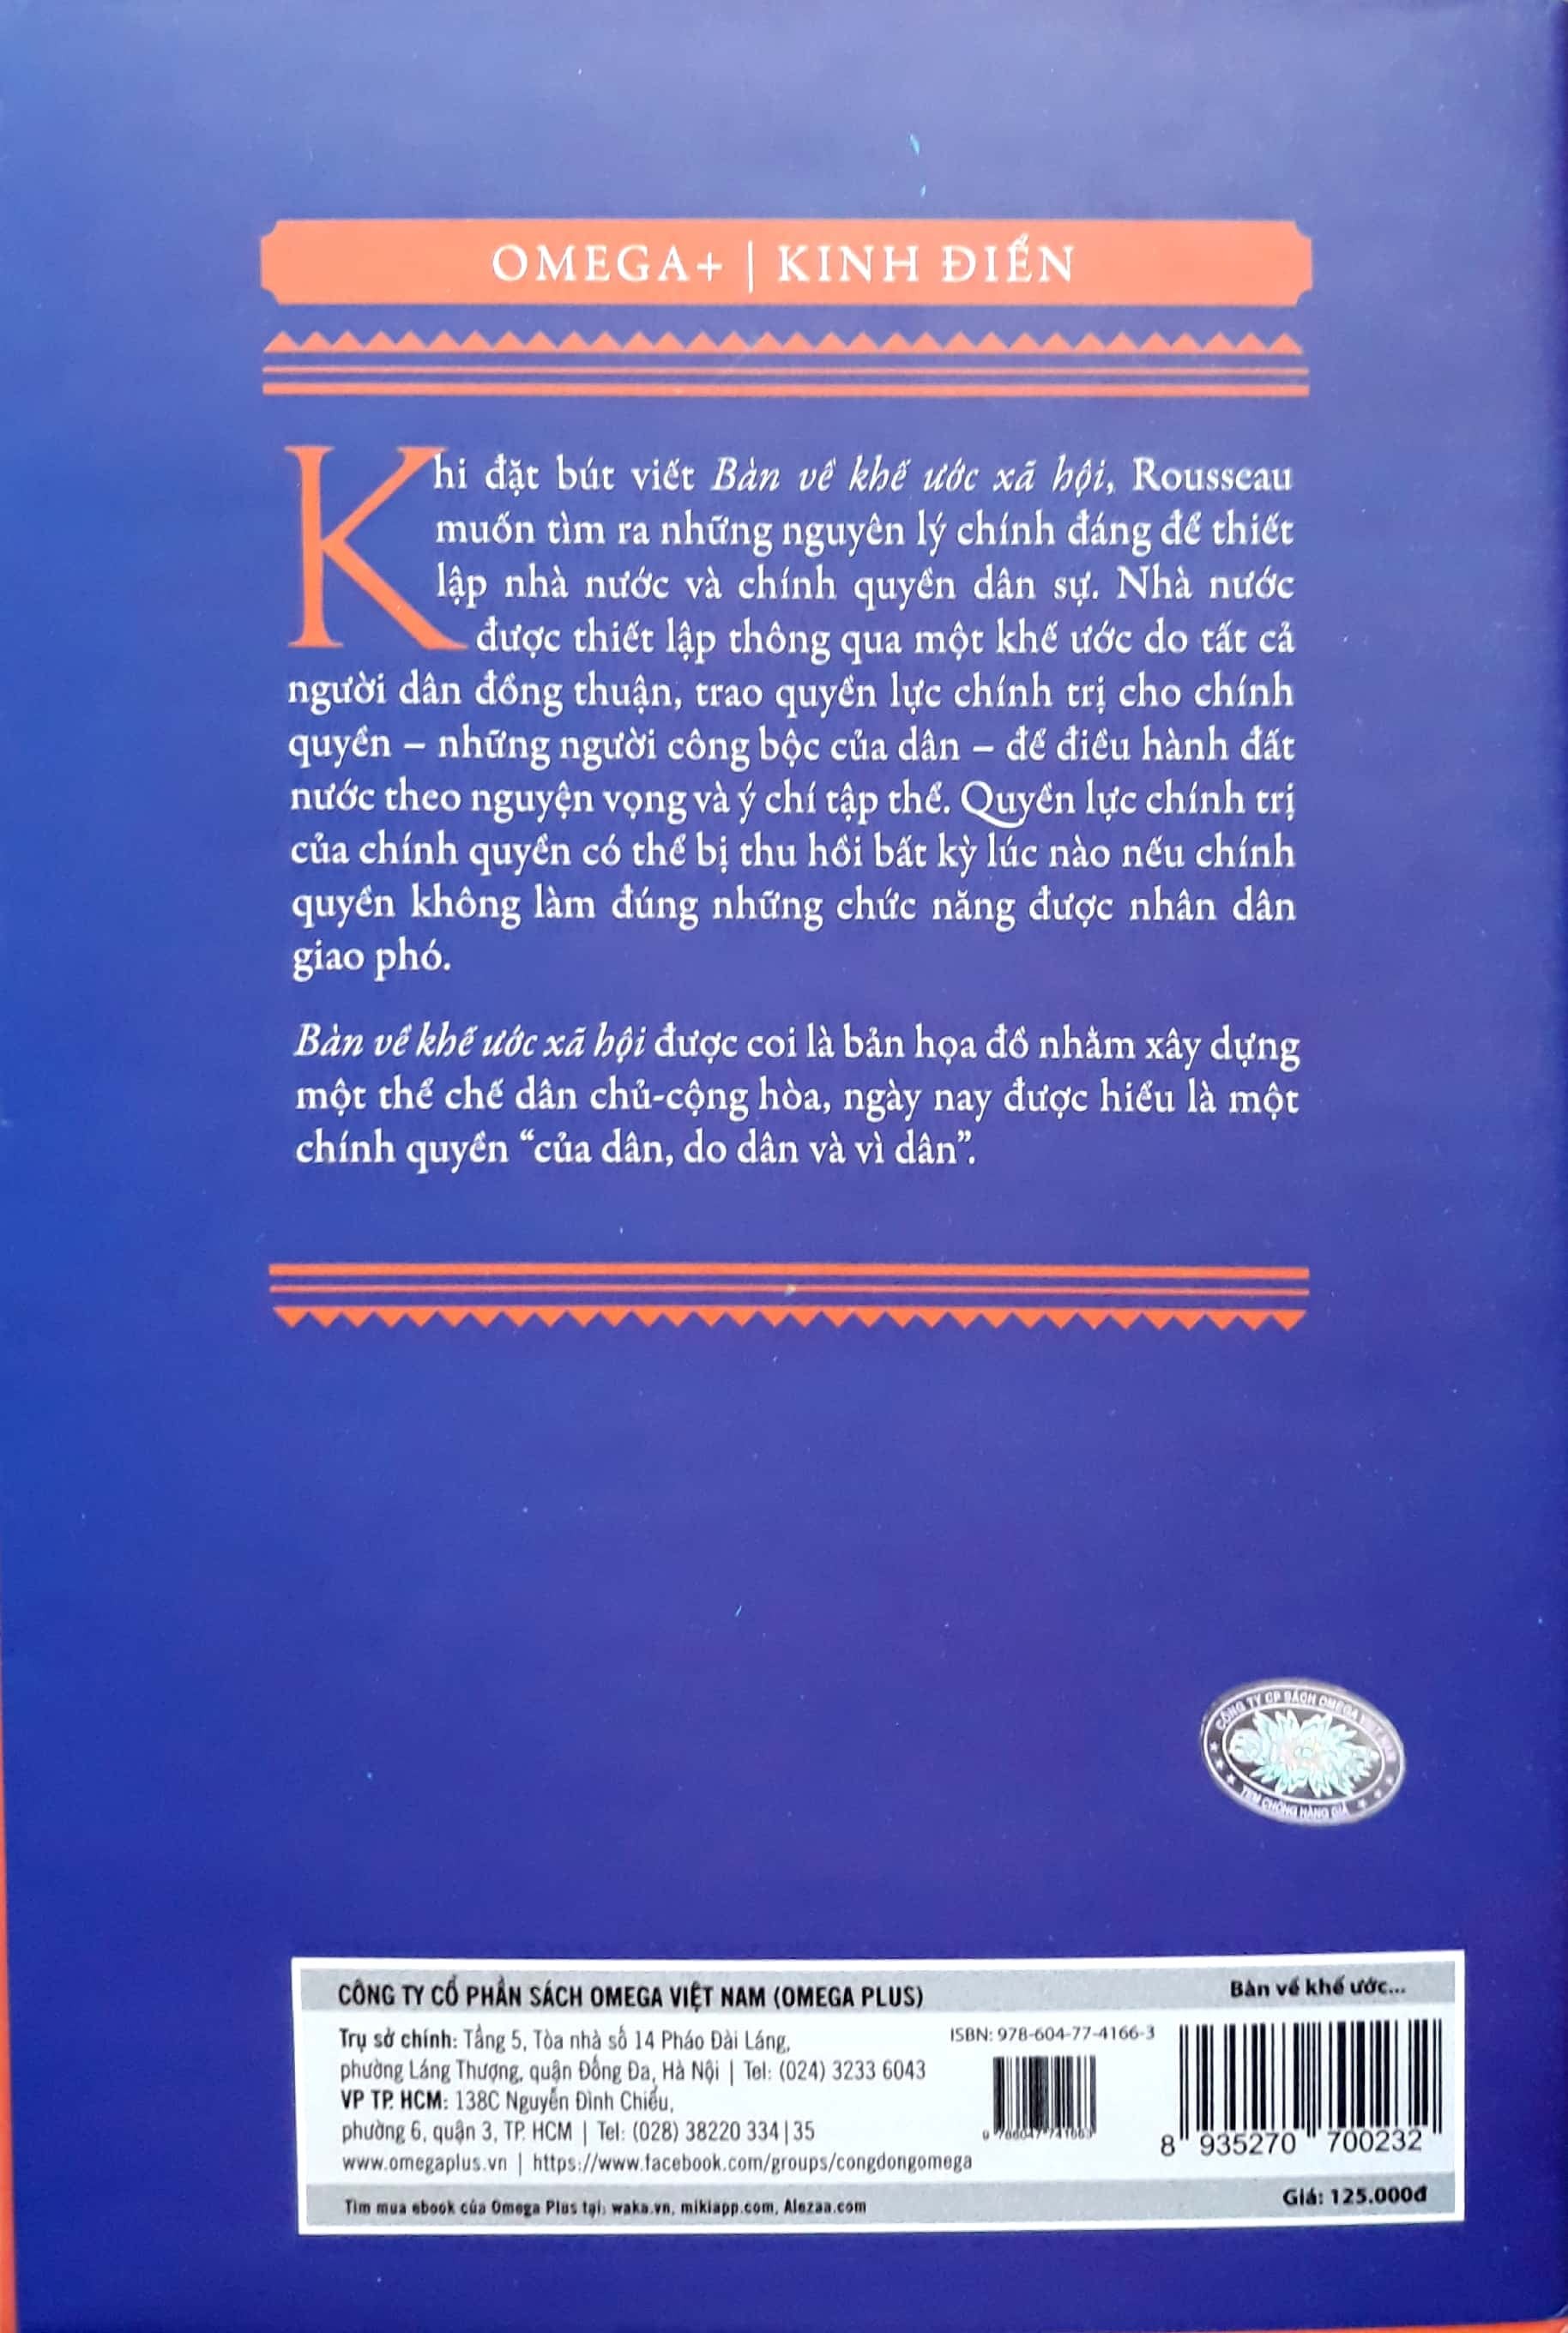 OMEGA+ | KINH ĐIỂN
Khi đặt bút viết Bàn về khế ước xã hội, Rousseau
muốn tìm ra những nguyên lý chính đáng để thiết
lập nhà nước và chính quyền dân sự. Nhà nước
được thiết lập thông qua một khế ước do tất cả
người dân đồng thuận, trao quyền lực chính trị cho chính
quyền – những người công bộc của dân – để điều hành đất
nước theo nguyện vọng và ý chí tập thể. Quyền lực chính trị
của chính quyền có thể bị thu hồi bất kỳ lúc nào nếu chính
quyền không làm đúng những chức năng được nhân dân
giao phó.
Bàn về khế ước xã hội được coi là bản họa đồ nhằm xây dựng
một thể chế dân chủ-cộng hòa, ngày nay được hiểu là một
chính quyền “của dân, do dân và vì dân”.
CÔNG TY CP SÁCH OMEGA VIỆT NAM
TEM CHỐNG HÀNG GIẢ
CÔNG TY CỔ PHẦN SÁCH OMEGA VIỆT NAM (OMEGA PLUS)
Trụ sở chính: Tầng 5, Tòa nhà số 14 Pháo Đài Láng,
phường Láng Thượng, quận Đống Đa, Hà Nội | Tel: (024) 3233 6043
VP TP. HCM: 138C Nguyễn Đình Chiểu,
phường 6, quận 3, TP. HCM | Tel: (028) 38220 334|35
www.omegaplus.vn | https://www.facebook.com/groups/congdongomega
Tìm mua ebook của Omega Plus tại: waka.vn, mikiapp.com, Alezaa.com
Bàn về khế ước...
ISBN: 978-604-77-4166-3
9 786047 741663
8 935270 700232
Giá: 125.000đ